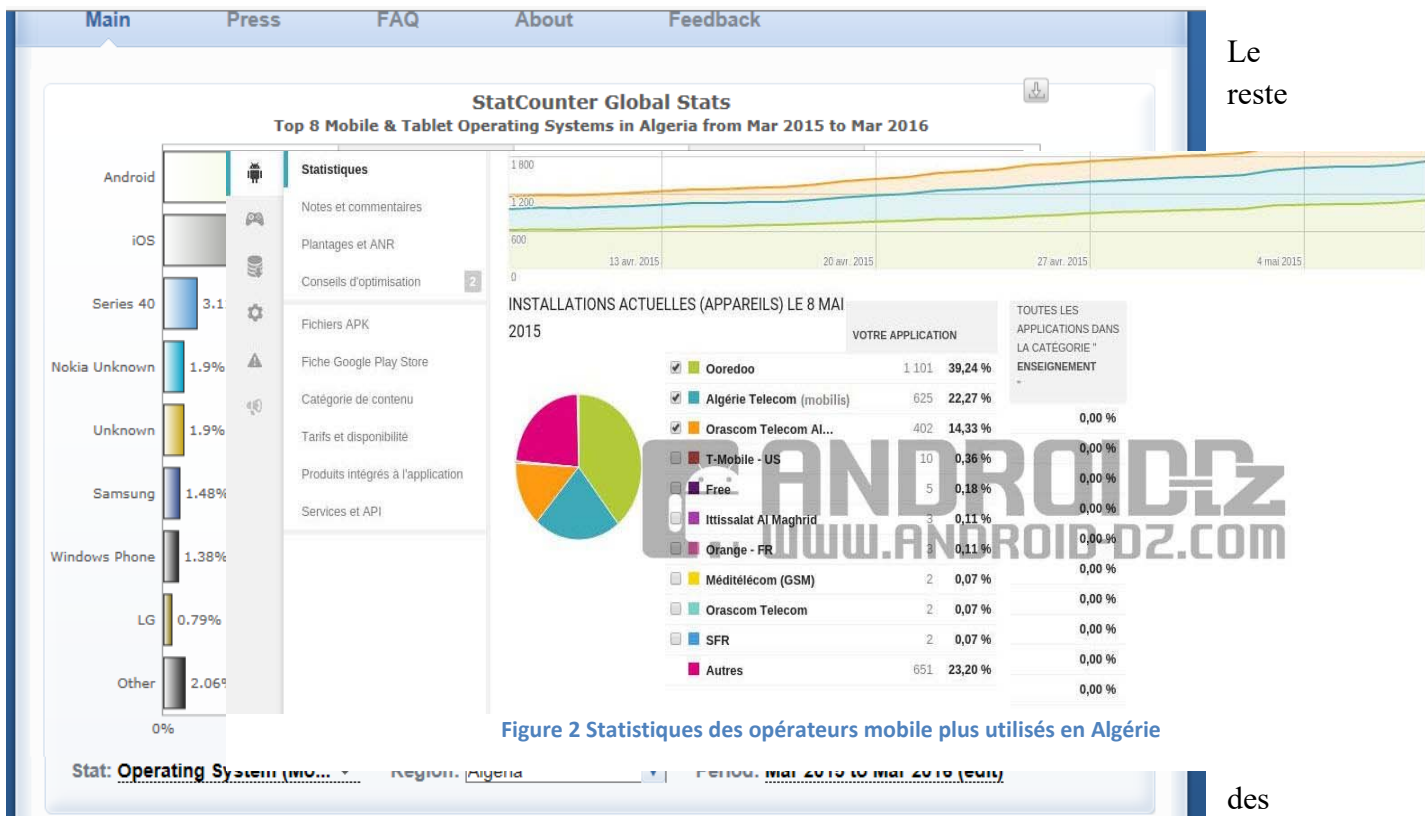 Main Press FAQ About Feedback
Le
reste
StatCounter Global Stats
Top 8 Mobile & Tablet Operating Systems in Algeria from Mar 2015 to Mar 2016
Android
iOS
Series 40 3.1
Nokia Unknown 1.9%
Unknown 1.9%
Samsung 1.48%
Windows Phone 1.38%
LG 0.79%
Other 2.06%
0%
Statistiques
Notes et commentaires
Plantages et ANR
Conseils d'optimisation 2
Fichiers APK
Fiche Google Play Store
Catégorie de contenu
Tarifs et disponibilité
Produits intégrés à l'application
Services et API
1 800
1 200
600
0
13 avr. 2015 20 avr. 2015 27 avr. 2015 4 mai 2015
INSTALLATIONS ACTUELLES (APPAREILS) LE 8 MAI
2015
VOTRE APPLICATION
TOUTES LES
APPLICATIONS DANS
LA CATÉGORIE "
ENSEIGNEMENT
"
Ooredoo 1 101 39,24 % 0,00 %
Algérie Telecom (mobilis) 625 22,27 % 0,00 %
Orascom Telecom Al... 402 14,33 % 0,00 %
T-Mobile - US 10 0,36 % 0,00 %
Free 5 0,18 % 0,00 %
Ittissalat Al Maghrid 3 0,11 % 0,00 %
Orange - FR 3 0,11 % 0,00 %
Méditélécom (GSM) 2 0,07 % 0,00 %
Orascom Telecom 2 0,07 % 0,00 %
SFR 2 0,07 % 0,00 %
Autres 651 23,20 %
ANDROIDDz
WWW.ANDROID-DZ.COM
Figure 2 Statistiques des opérateurs mobile plus utilisés en Algérie
Stat: Operating System (Mo... Region: Algeria Period: Mar 2015 to Mar 2016 (edit)
des